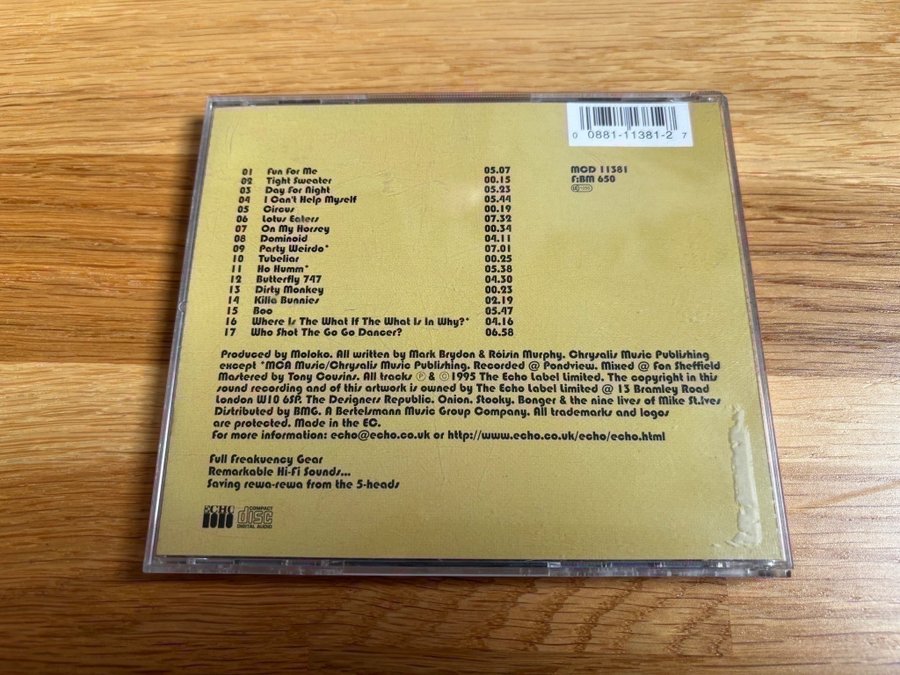 0 0881-11381-2 7
MCD 11381
F:BM 650
01 Fun For Me 05.07
02 Tight Sweater 00.15
03 Day For Night 05.23
04 I Can't Help Myself 05.44
05 Circus 00.19
06 Lotus Eaters 07.32
07 On My Horsey 00.34
08 Dominoid 04.11
09 Party Weirdo* 07.01
10 Tubeliar 00.25
11 Ho Humm* 05.38
12 Butterfly 747 04.30
13 Dirty Monkey 00.23
14 Killa Bunnies 02.19
15 Boo 05.47
16 Where Is The What If The What Is In Why?* 04.16
17 Who Shot The Go Go Dancer? 06.58
Produced by Moloko. All written by Mark Brydon & Róisín Murphy. Chrysalis Music Publishing
except *MCA Music/Chrysalis Music Publishing. Recorded @ Pondview. Mixed @ Fon Sheffield
Mastered by Tony Cousins. All tracks ℗ & ©1995 The Echo Label Limited. The copyright in this
sound recording and of this artwork is owned by The Echo Label Limited @ 13 Bramley Road
London W10 6SP. The Designers Republic. Onion. Stooky. Bonger & the nine lives of Mike St.Ives
Distributed by BMG. A Bertelsmann Music Group Company. All trademarks and logos
are protected. Made in the EC.
For more information: echo@echo.co.uk or http://www.echo.co.uk/echo/echo.html
Full Freakuency Gear
Remarkable Hi-Fi Sounds...
Saving rewa-rewa from the 5-heads
ECHO
COMPACT
disc
DIGITAL AUDIO